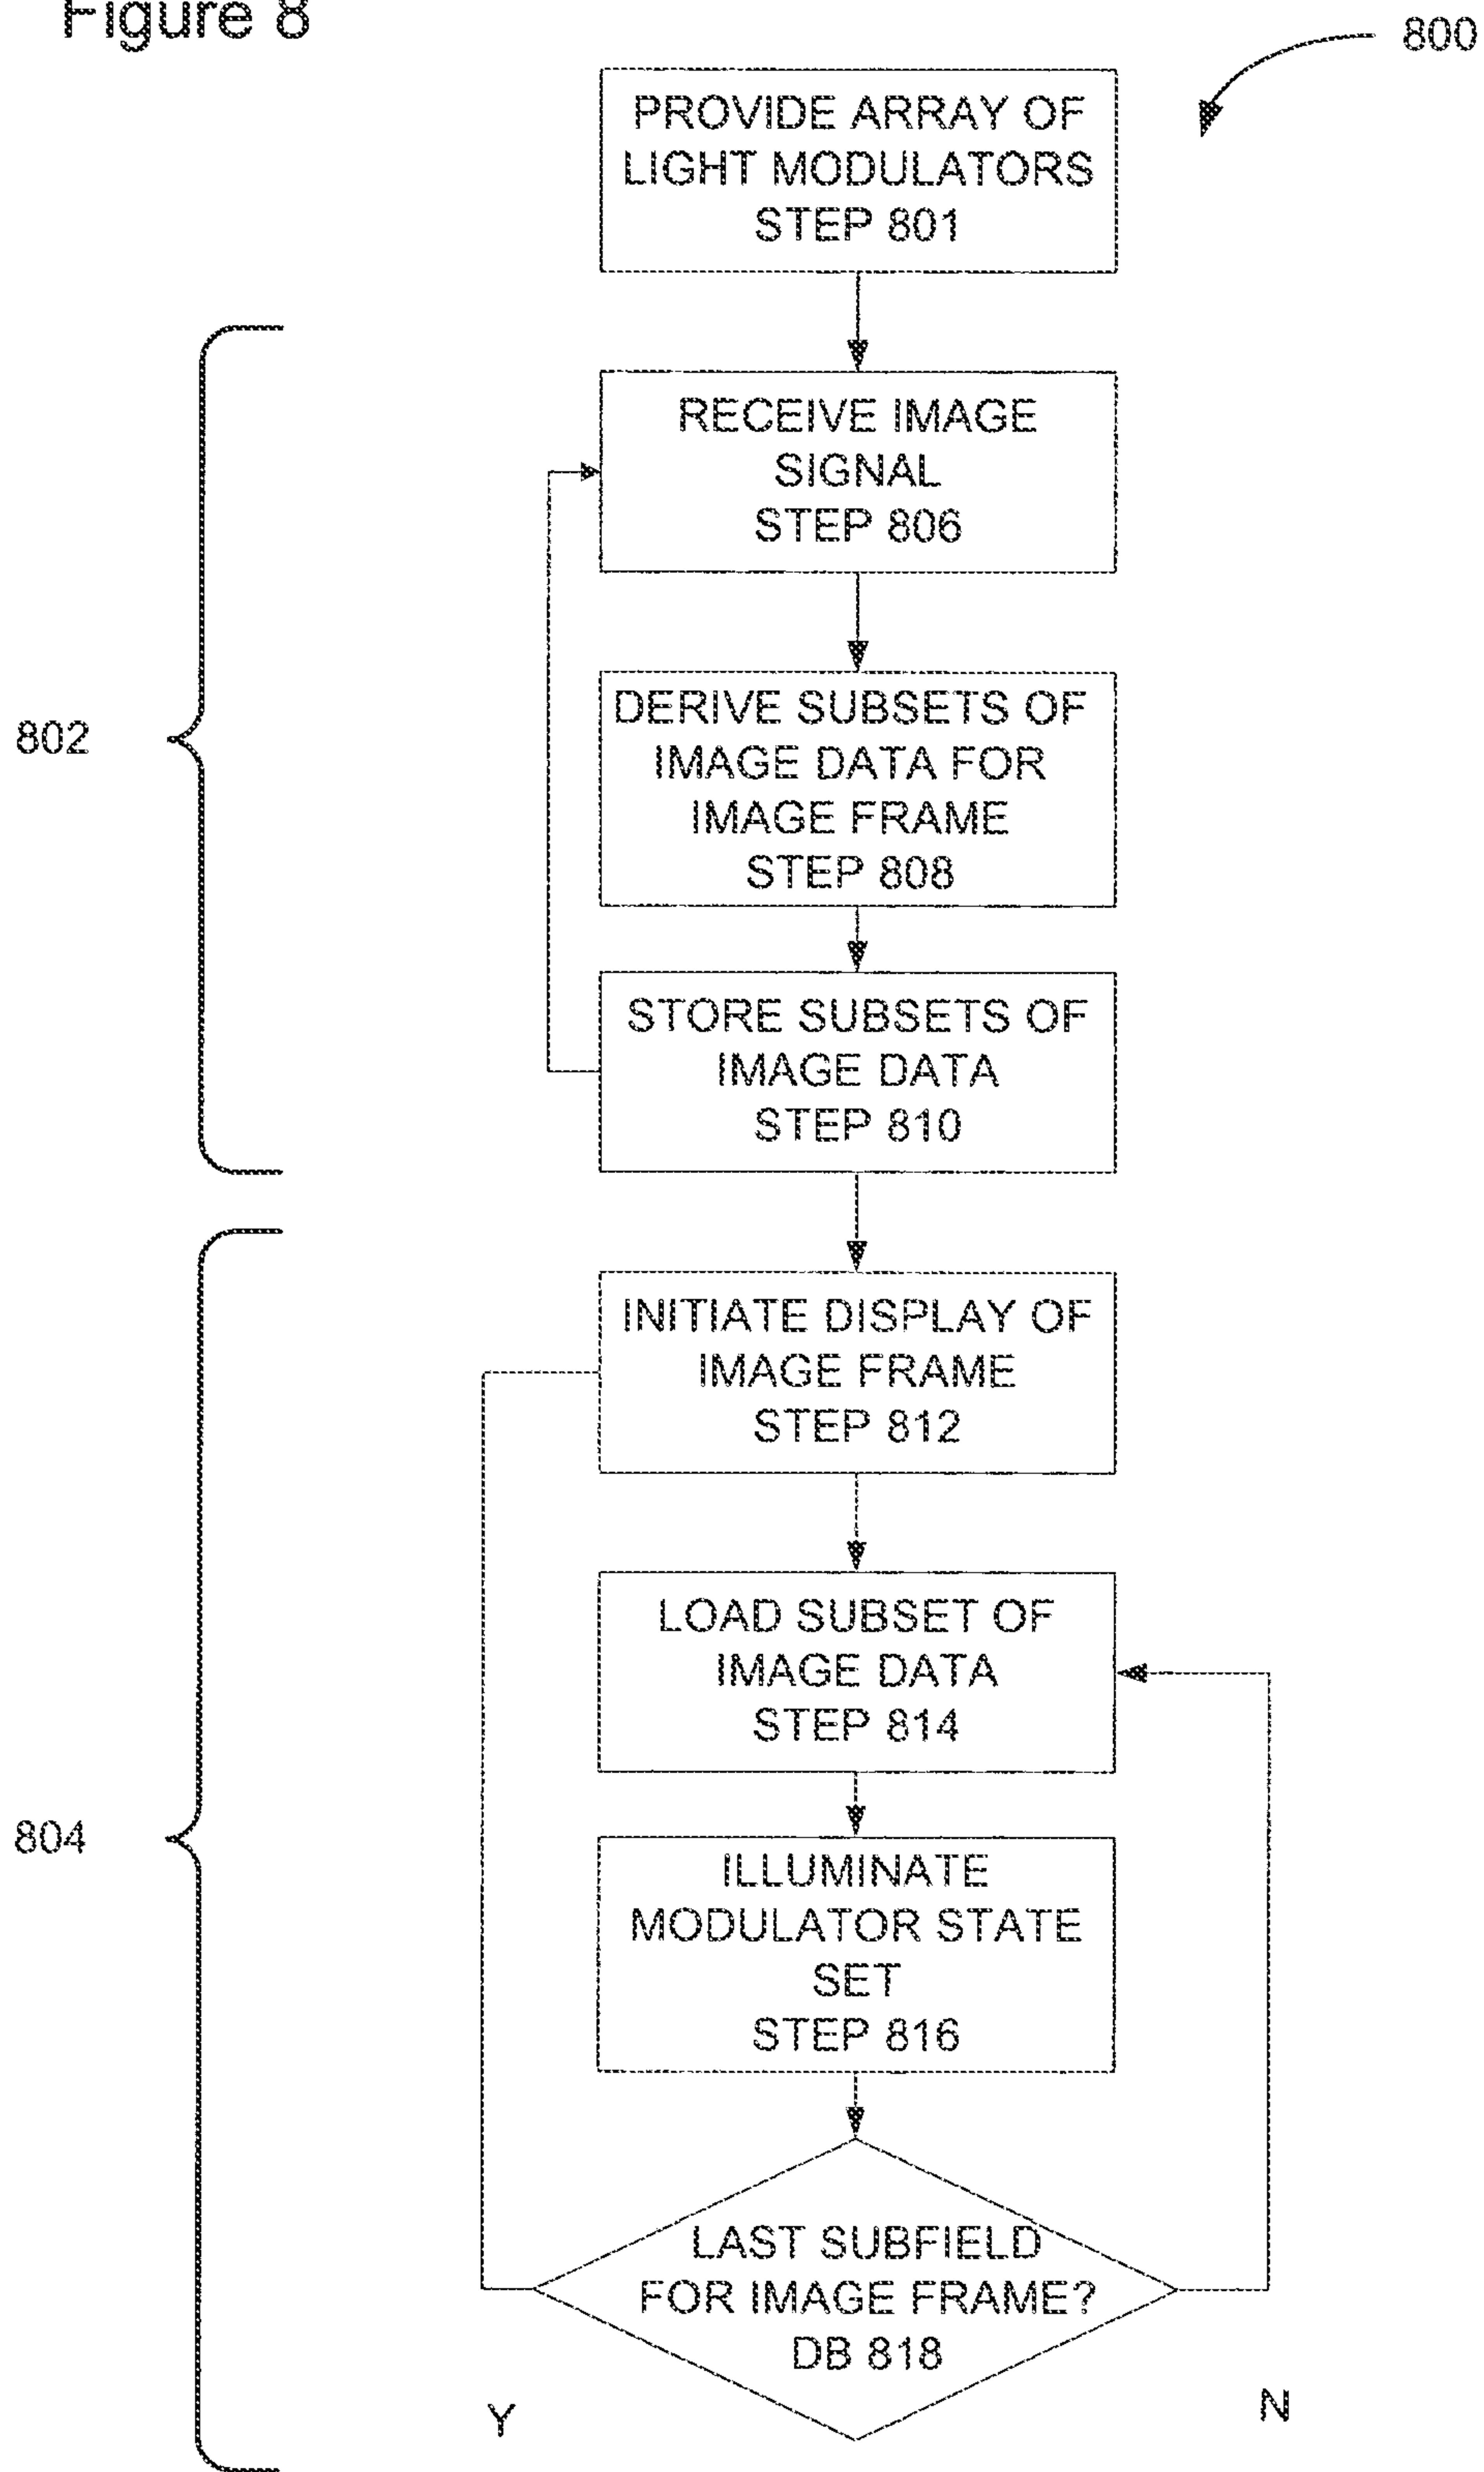 Figure 8
800
PROVIDE ARRAY OF
LIGHT MODULATORS
STEP 801
RECEIVE IMAGE
SIGNAL
STEP 806
802
DERIVE SUBSETS OF
IMAGE DATA FOR
IMAGE FRAME
STEP 808
STORE SUBSETS OF
IMAGE DATA
STEP 810
INITIATE DISPLAY OF
IMAGE FRAME
STEP 812
LOAD SUBSET OF
IMAGE DATA
STEP 814
804
ILLUMINATE
MODULATOR STATE
SET
STEP 816
LAST SUBFIELD
FOR IMAGE FRAME?
DB 818
Y
N